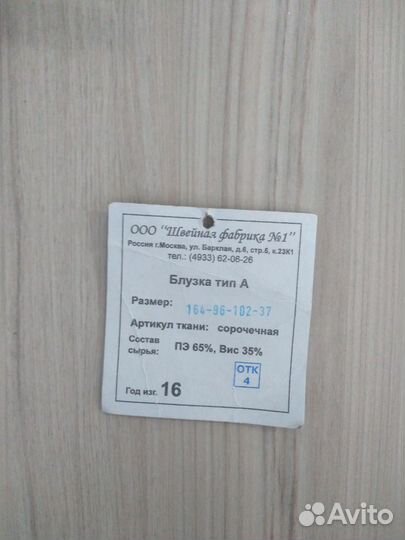 ООО "Швейная фабрика №1"
Россия г.Москва, ул. Барклая, д.6, стр.5, к.23К1
тел.: (4933) 62-06-26
Блузка тип А
Размер: 164-96-102-37
Артикул ткани: сорочечная
Состав сырья: ПЭ 65%, Вис 35%
ОТК
4
Год изг. 16
Avito